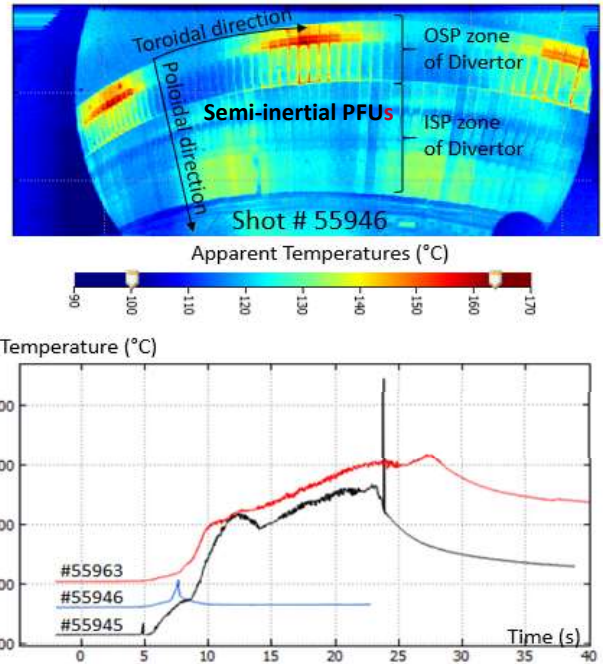 Toroidal direction
OSP zone
of Divertor
Poloidal direction
Semi-inertial PFUs
ISP zone
of Divertor
Shot # 55946
Apparent Temperatures (°C)
90 100 110 120 130 140 150 160 170
Temperature (°C)
#55963
#55946
#55945
Time (s)
0 5 10 15 20 25 30 35 40